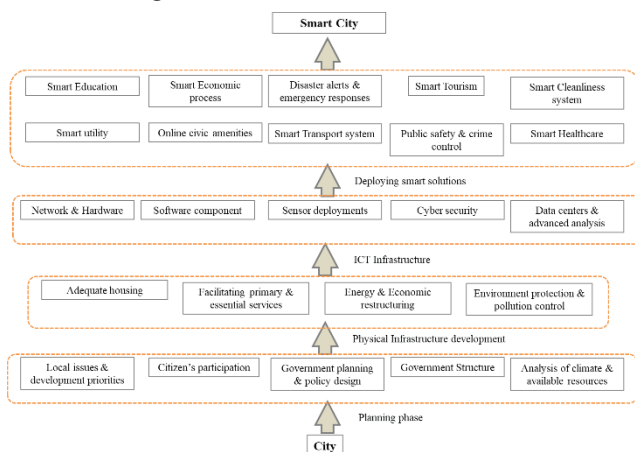 Smart City
Smart Education
Smart Economic
process
Disaster alerts &
emergency responses
Smart Tourism
Smart Cleanliness
system
Smart utility
Online civic amenities
Smart Transport system
Public safety & crime
control
Smart Healthcare
Deploying smart solutions
Network & Hardware
Software component
Sensor deployments
Cyber security
Data centers &
advanced analysis
ICT Infrastructure
Adequate housing
Facilitating primary &
essential services
Energy & Economic
restructuring
Environment protection &
pollution control
Physical Infrastructure development
Local issues &
development priorities
Citizen's participation
Government planning
& policy design
Government Structure
Analysis of climate &
available resources
Planning phase
City